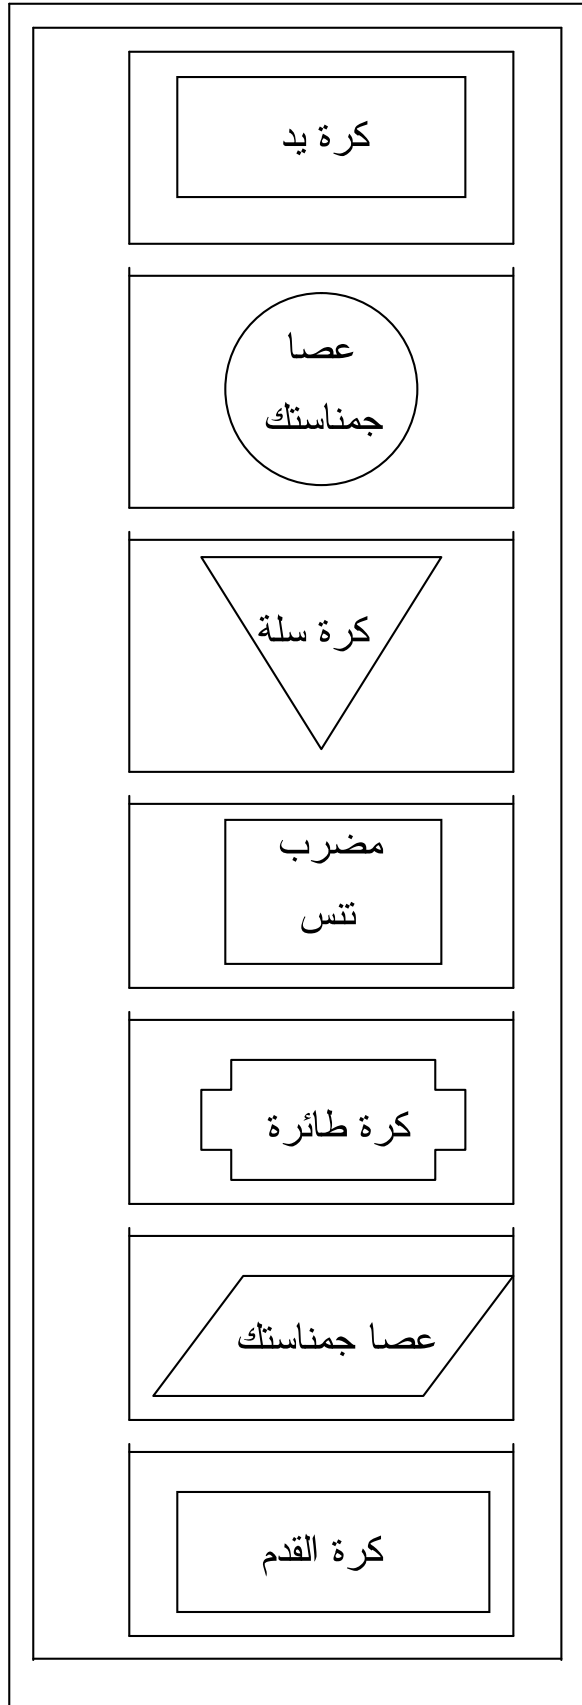 كرة يد
عصا
جمناستك
كرة سلة
مضرب
تنس
كرة طائرة
عصا جمناستك
كرة القدم